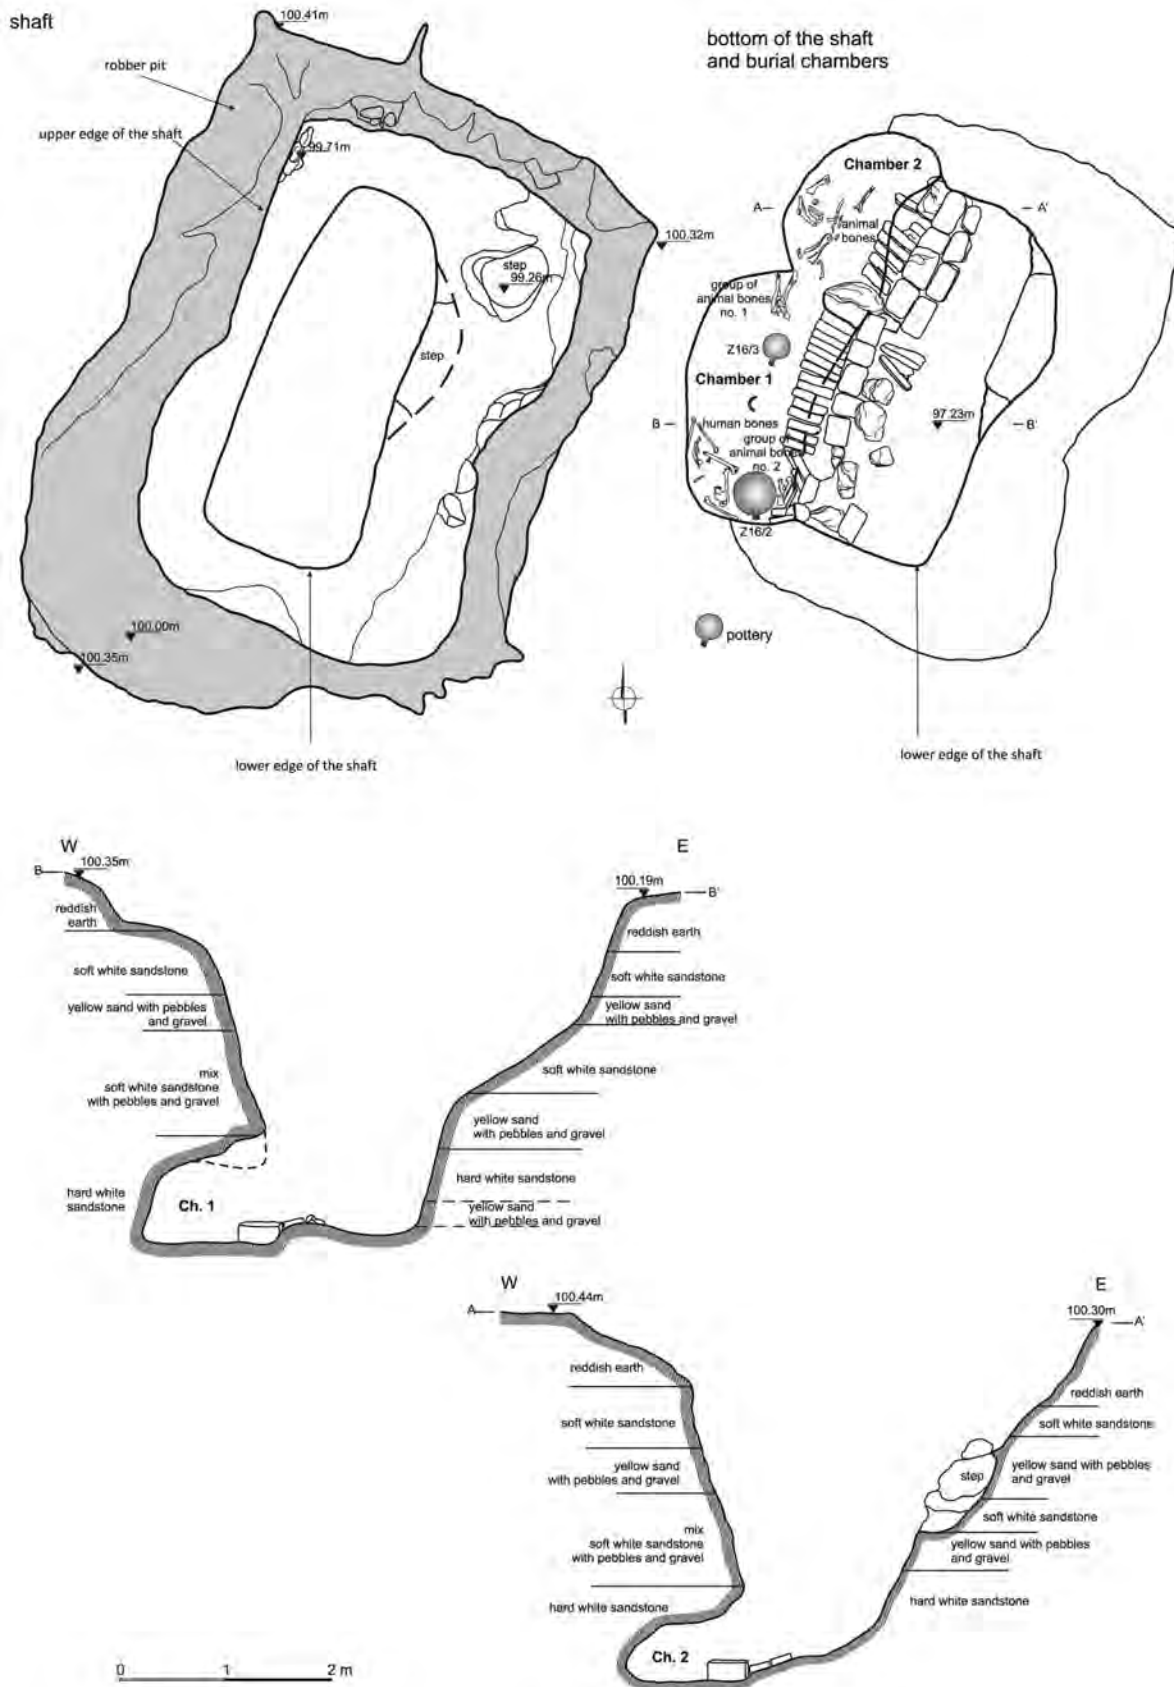 shaft
100.41m
robber pit
upper edge of the shaft
99.71m
100.32m
step
99.26m
step
100.00m
100.35m
lower edge of the shaft
bottom of the shaft
and burial chambers
Chamber 2
A
A'
animal
bones
group of
animal bones
no. 1
Z16/3
Chamber 1
B
97.23m
B'
human bones
group of
animal bones
no. 2
Z16/2
pottery
lower edge of the shaft
W
E
B
100.35m
100.19m
B'
reddish
earth
soft white sandstone
yellow sand with pebbles
and gravel
mix
soft white sandstone
with pebbles and gravel
hard white
sandstone
Ch. 1
reddish earth
soft white sandstone
yellow sand
with pebbles and gravel
soft white sandstone
yellow sand
with pebbles and gravel
hard white sandstone
yellow sand
with pebbles and gravel
W
E
A
100.44m
100.30m
A'
reddish earth
soft white sandstone
yellow sand
with pebbles and gravel
mix
soft white sandstone
with pebbles and gravel
hard white sandstone
Ch. 2
reddish earth
soft white sandstone
step
yellow sand with pebbles
and gravel
soft white sandstone
yellow sand with pebbles
and gravel
hard white sandstone
0 1 2 m